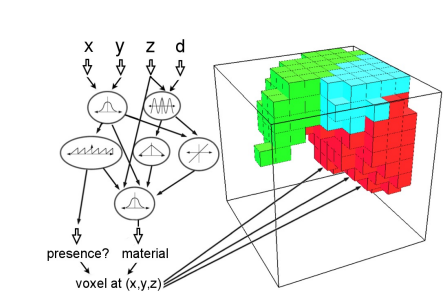 x y z d
presence? material
voxel at (x,y,z)